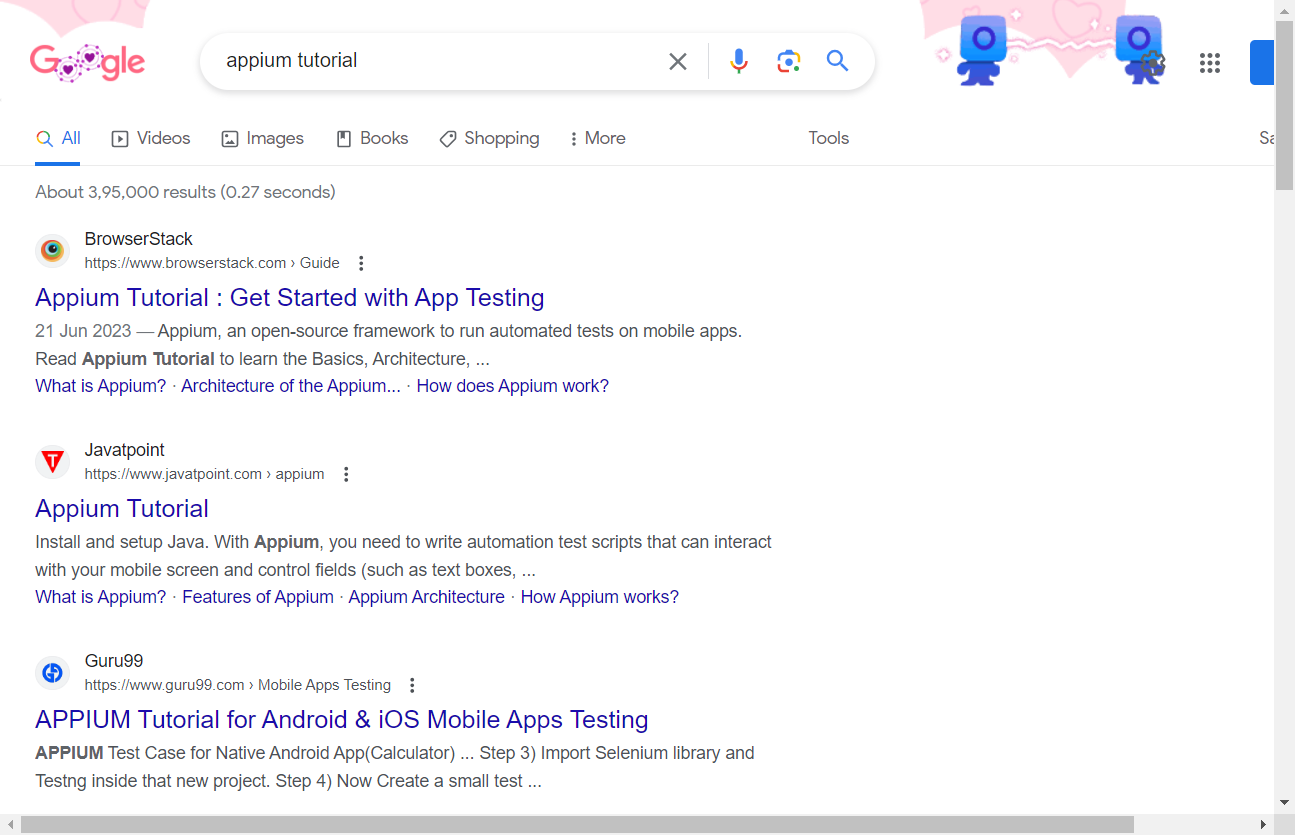 Google
appium tutorial
All Videos Images Books Shopping More Tools
About 3,95,000 results (0.27 seconds)
BrowserStack
https://www.browserstack.com › Guide
Appium Tutorial : Get Started with App Testing
21 Jun 2023 — Appium, an open-source framework to run automated tests on mobile apps.
Read Appium Tutorial to learn the Basics, Architecture, ...
What is Appium? · Architecture of the Appium... · How does Appium work?
Javatpoint
https://www.javatpoint.com › appium
Appium Tutorial
Install and setup Java. With Appium, you need to write automation test scripts that can interact
with your mobile screen and control fields (such as text boxes, ...
What is Appium? · Features of Appium · Appium Architecture · How Appium works?
Guru99
https://www.guru99.com › Mobile Apps Testing
APPIUM Tutorial for Android & iOS Mobile Apps Testing
APPIUM Test Case for Native Android App(Calculator) ... Step 3) Import Selenium library and
Testng inside that new project. Step 4) Now Create a small test ...